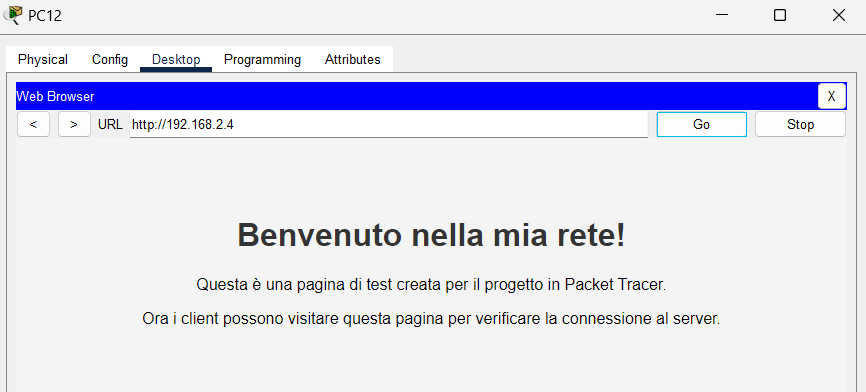 PC12
Physical Config Desktop Programming Attributes
Web Browser X
< > URL http://192.168.2.4 Go Stop
Benvenuto nella mia rete!
Questa è una pagina di test creata per il progetto in Packet Tracer.
Ora i client possono visitare questa pagina per verificare la connessione al server.